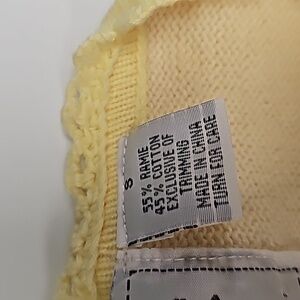 S
55% RAMIE
45% COTTON
EXCLUSIVE OF
TRIMMING
MADE IN CHINA
TURN FOR CARE